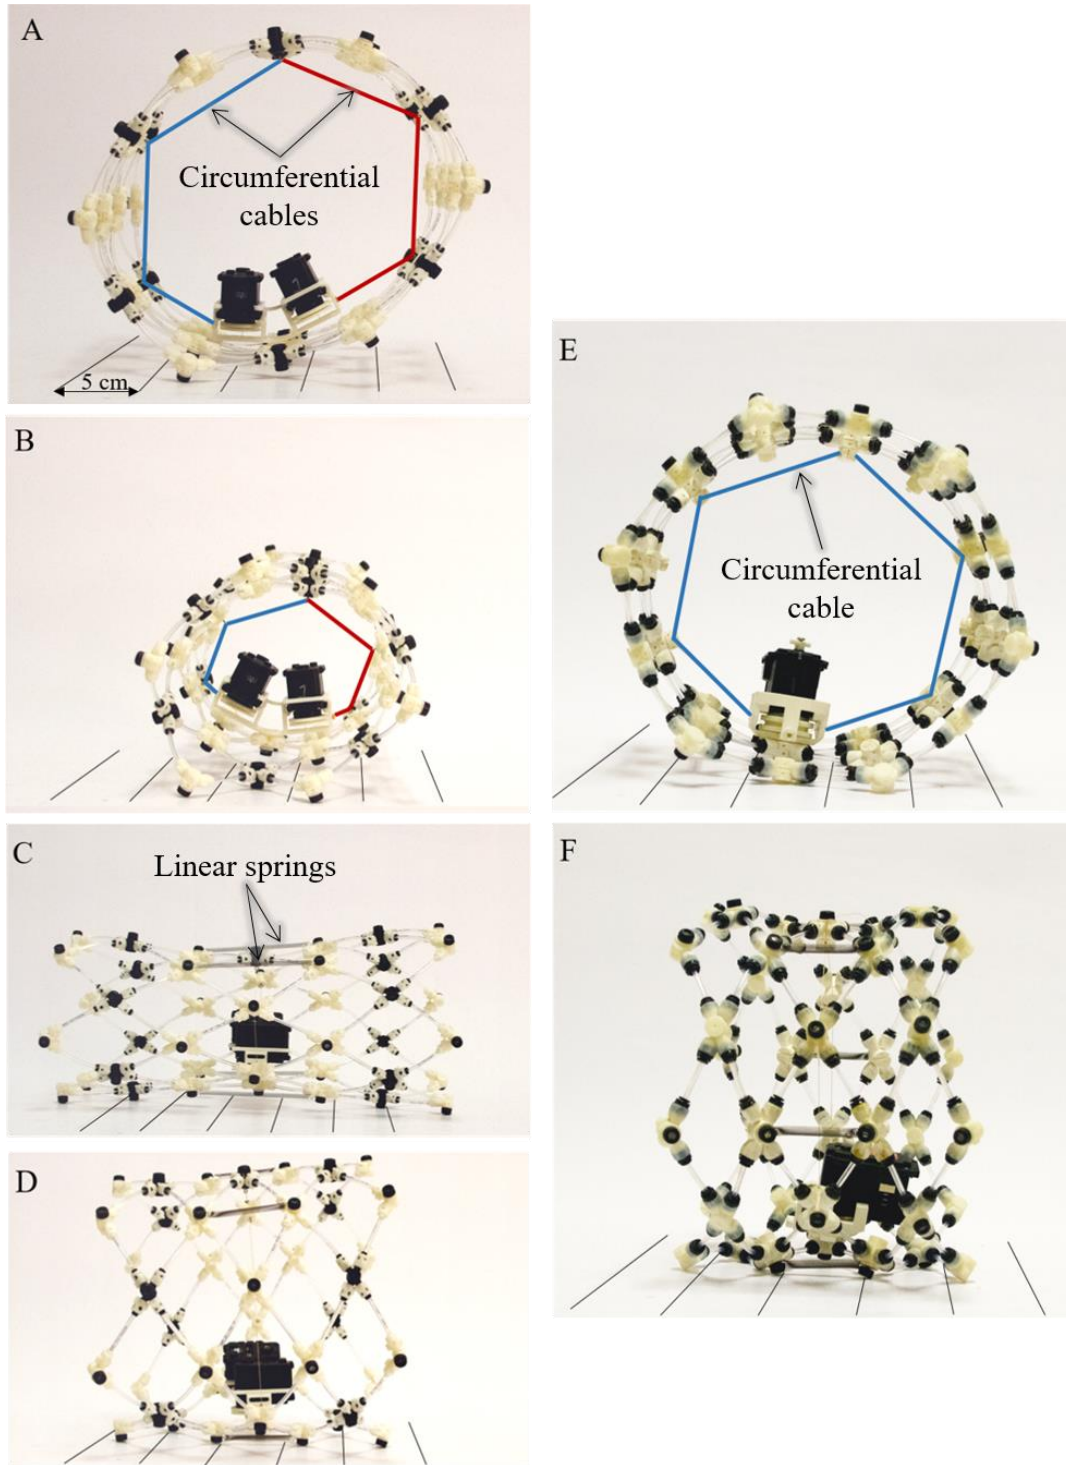 A
Circumferential
cables
5 cm
B
C
Linear springs
D
E
Circumferential
cable
F